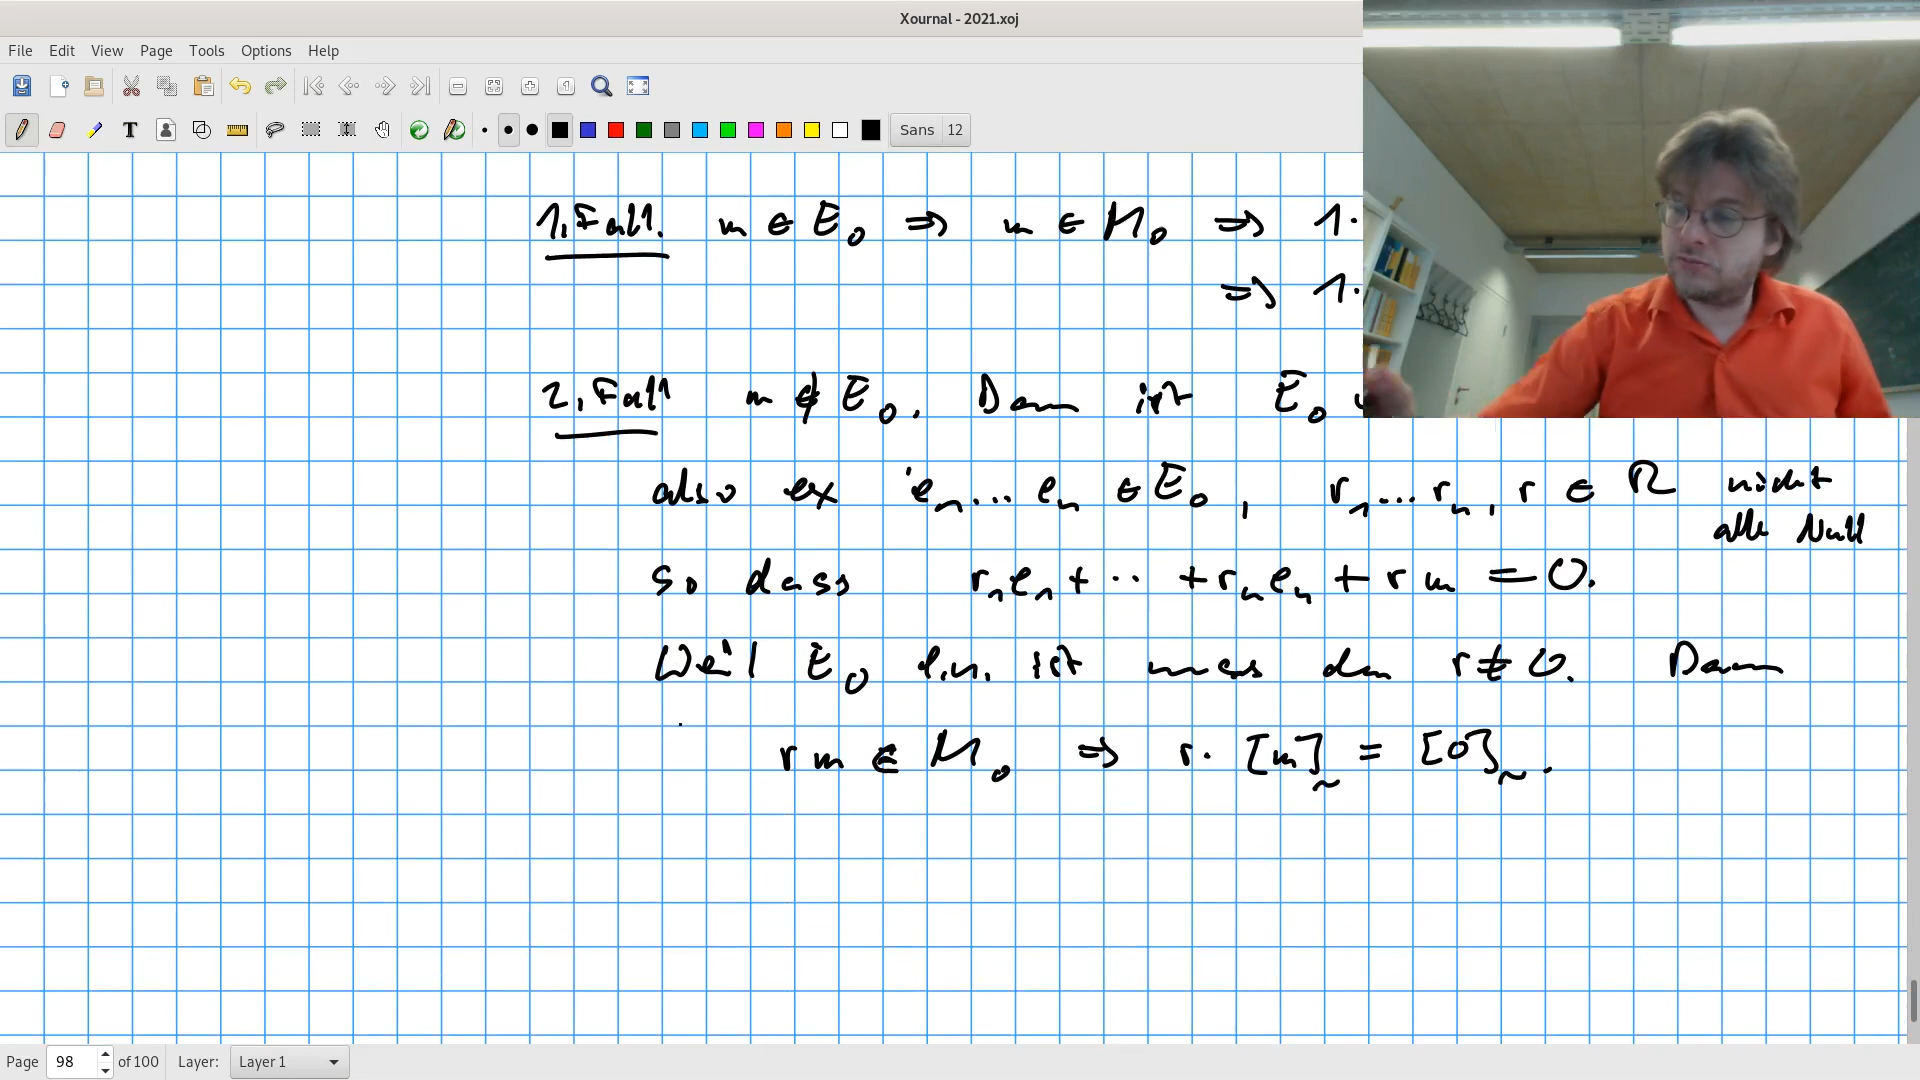 Xournal - 2021.xoj
File Edit View Page Tools Options Help
Sans 12
1. Fall. m ∈ E₀ ⇒ m ∈ M₀ ⇒ 1·
⇒ 1·
2. Fall m ∉ E₀. Dann ist E₀
also ex e₁... eₙ ∈ E₀, r₁...rₙ, r ∈ R nicht
alle Null
so dass r₁e₁ + ·· + rₙeₙ + r m = 0.
Weil E₀ l.u. ist muss dann r ≠ 0. Dann
r m ∈ M₀ ⇒ r· [m]~ = [0]~.
Page 98 of 100 Layer: Layer 1